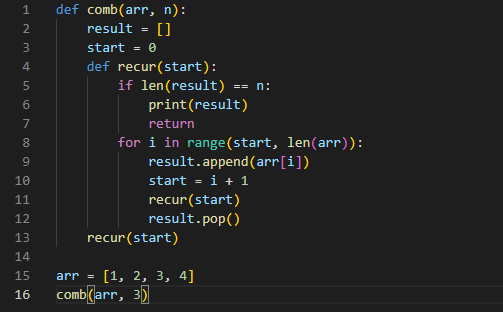 1 def comb(arr, n):
2     result = []
3     start = 0
4     def recur(start):
5         if len(result) == n:
6             print(result)
7             return
8         for i in range(start, len(arr)):
9             result.append(arr[i])
10             start = i + 1
11             recur(start)
12             result.pop()
13     recur(start)
14
15 arr = [1, 2, 3, 4]
16 comb(arr, 3)